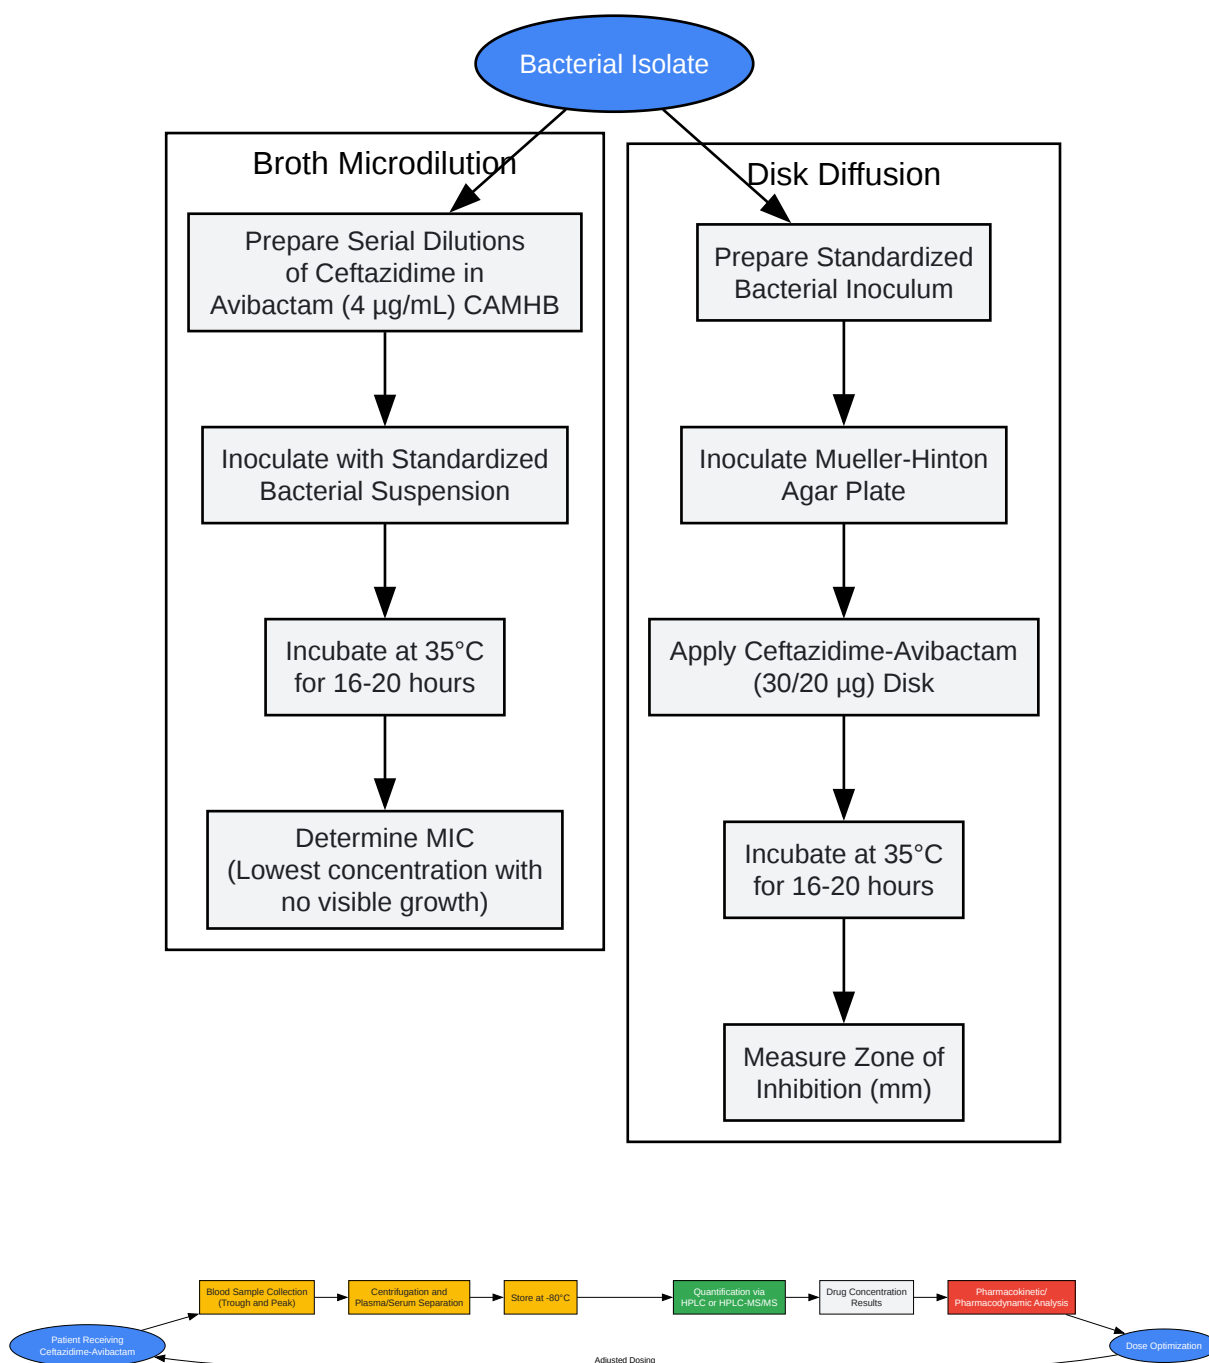 Bacterial Isolate
Broth Microdilution
Prepare Serial Dilutions
of Ceftazidime in
Avibactam (4 µg/mL) CAMHB
Inoculate with Standardized
Bacterial Suspension
Incubate at 35°C
for 16-20 hours
Determine MIC
(Lowest concentration with
no visible growth)
Disk Diffusion
Prepare Standardized
Bacterial Inoculum
Inoculate Mueller-Hinton
Agar Plate
Apply Ceftazidime-Avibactam
(30/20 µg) Disk
Incubate at 35°C
for 16-20 hours
Measure Zone of
Inhibition (mm)
Patient Receiving
Ceftazidime-Avibactam
Blood Sample Collection
(Trough and Peak)
Centrifugation and
Plasma/Serum Separation
Store at -80°C
Quantification via
HPLC or HPLC-MS/MS
Drug Concentration
Results
Pharmacokinetic/
Pharmacodynamic Analysis
Dose Optimization
Adjusted Dosing